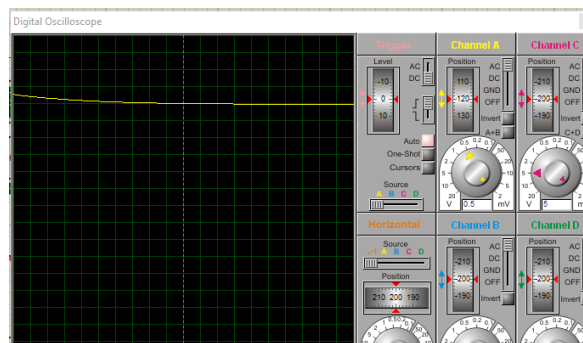 Digital Oscilloscope
Trigger
Level
-10
0
10
AC
DC
Auto
One-Shot
Cursors
Source
A B C D
Horizontal
Source
A B C D
Position
210 200 190
Channel A
Position
-110
-120
-130
AC
DC
GND
OFF
Invert
A+B
V
0.5
mV
Channel C
Position
-210
-200
-190
AC
DC
GND
OFF
Invert
C+D
V
5
mV
Channel B
Position
-210
-200
-190
AC
DC
GND
OFF
Invert
Channel D
Position
-210
-200
-190
AC
DC
GND
OFF
Invert